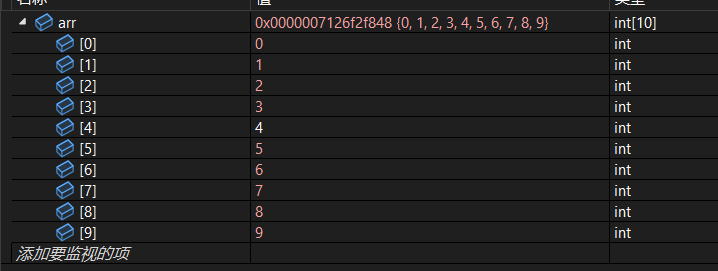 名称 值 类型
arr 0x0000007126f2f848 {0, 1, 2, 3, 4, 5, 6, 7, 8, 9} int[10]
[0] 0 int
[1] 1 int
[2] 2 int
[3] 3 int
[4] 4 int
[5] 5 int
[6] 6 int
[7] 7 int
[8] 8 int
[9] 9 int
添加要监视的项